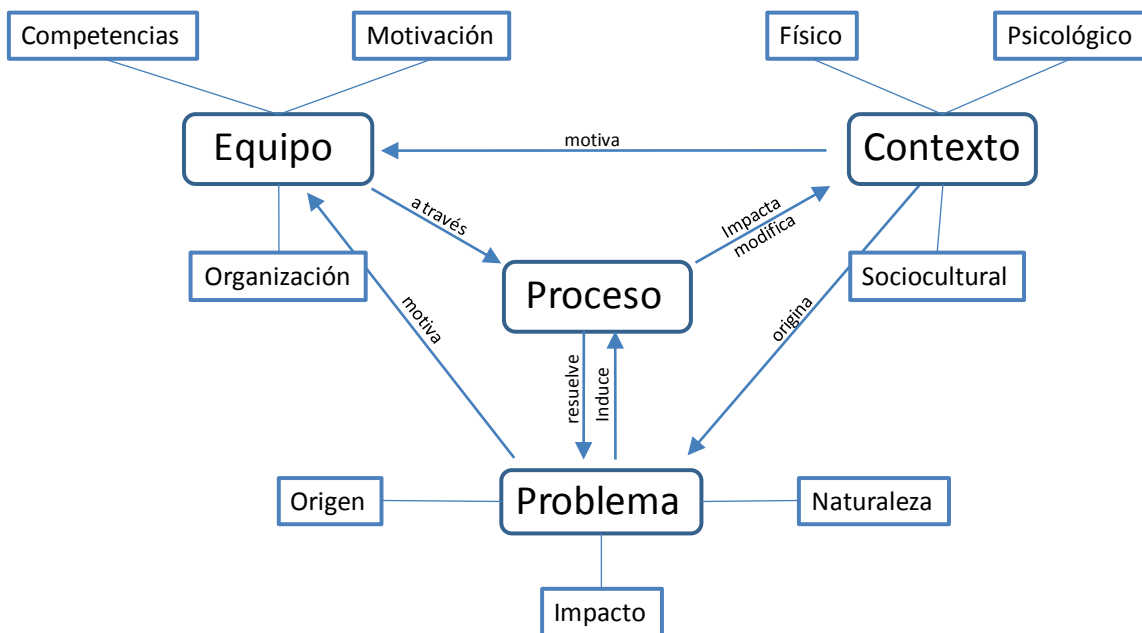 Competencias
Motivación
Físico
Psicológico
Equipo
motiva
Contexto
a través
Impacta
modifica
Organización
Proceso
Sociocultural
motiva
resuelve
Induce
origina
Origen
Problema
Naturaleza
Impacto